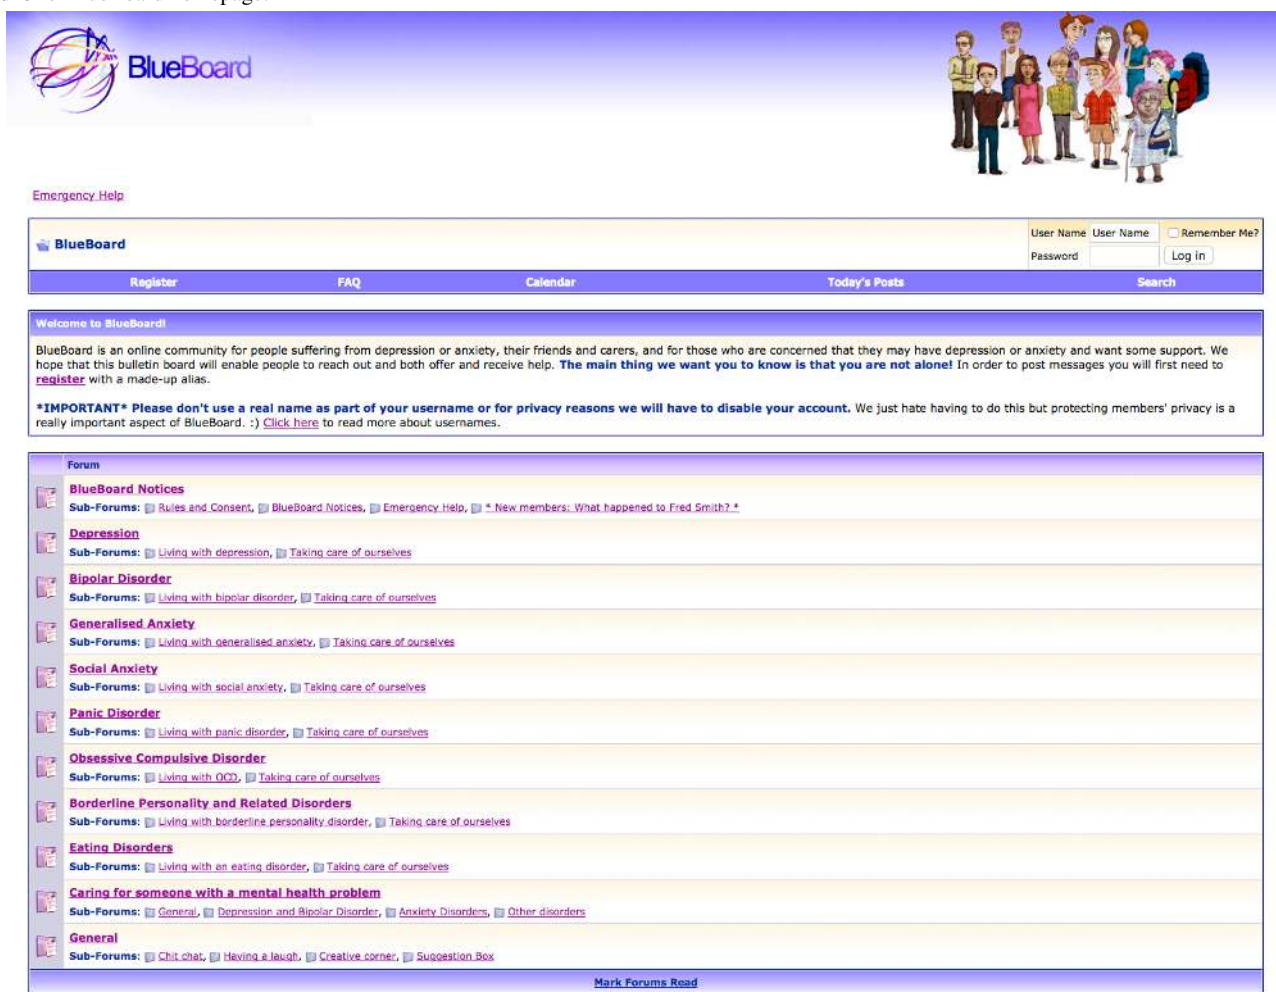 BlueBoard
Emergency Help
BlueBoard
User Name User Name Remember Me?
Password Log in
Register FAQ Calendar Today's Posts Search
Welcome to BlueBoard!
BlueBoard is an online community for people suffering from depression or anxiety, their friends and carers, and for those who are concerned that they may have depression or anxiety and want some support. We
hope that this bulletin board will enable people to reach out and both offer and receive help. The main thing we want you to know is that you are not alone! In order to post messages you will first need to
register with a made-up alias.
*IMPORTANT* Please don't use a real name as part of your username or for privacy reasons we will have to disable your account. We just hate having to do this but protecting members' privacy is a
really important aspect of BlueBoard. :) Click here to read more about usernames.
Forum
BlueBoard Notices
Sub-Forums: Rules and Consent, BlueBoard Notices, Emergency Help, * New members: What happened to Fred Smith? *
Depression
Sub-Forums: Living with depression, Taking care of ourselves
Bipolar Disorder
Sub-Forums: Living with bipolar disorder, Taking care of ourselves
Generalised Anxiety
Sub-Forums: Living with generalised anxiety, Taking care of ourselves
Social Anxiety
Sub-Forums: Living with social anxiety, Taking care of ourselves
Panic Disorder
Sub-Forums: Living with panic disorder, Taking care of ourselves
Obsessive Compulsive Disorder
Sub-Forums: Living with OCD, Taking care of ourselves
Borderline Personality and Related Disorders
Sub-Forums: Living with borderline personality disorder, Taking care of ourselves
Eating Disorders
Sub-Forums: Living with an eating disorder, Taking care of ourselves
Caring for someone with a mental health problem
Sub-Forums: General, Depression and Bipolar Disorder, Anxiety Disorders, Other disorders
General
Sub-Forums: Chit chat, Having a laugh, Creative corner, Suggestion Box
Mark Forums Read